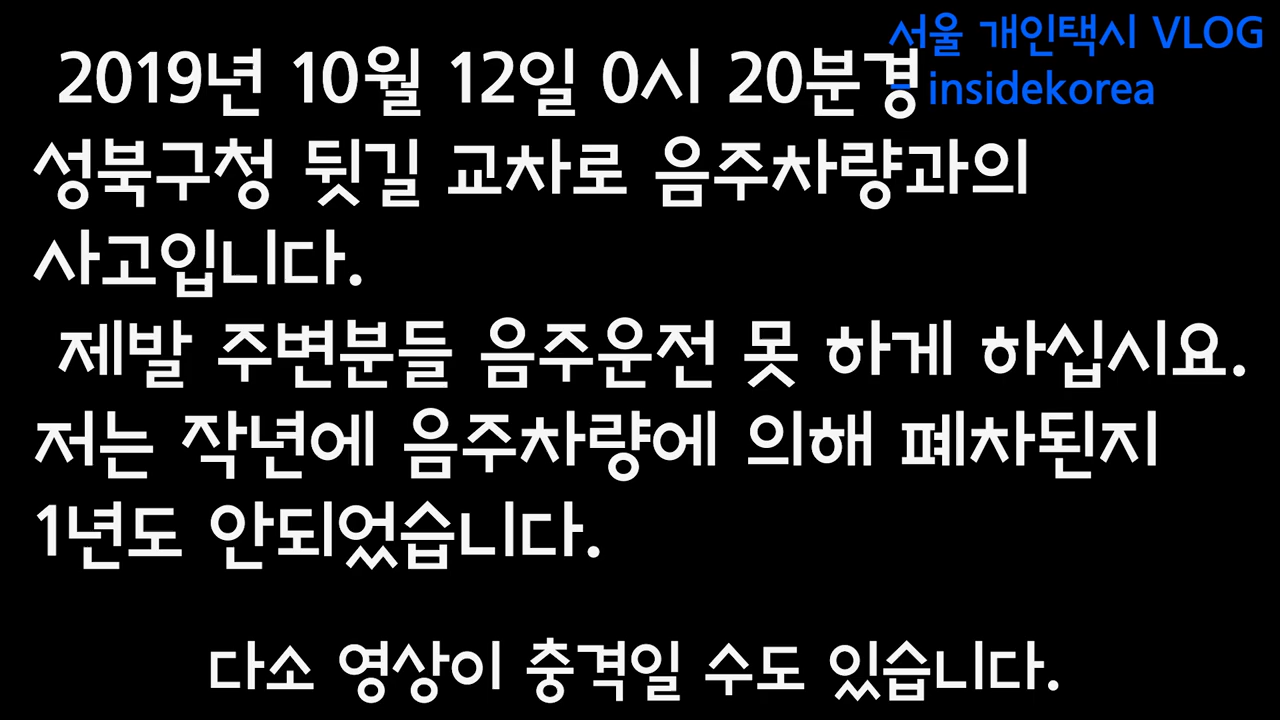 서울 개인택시 VLOG
- insidekorea
2019년 10월 12일 0시 20분경
성북구청 뒷길 교차로 음주차량과의
사고입니다.
제발 주변분들 음주운전 못 하게 하십시요.
저는 작년에 음주차량에 의해 폐차된지
1년도 안되었습니다.
다소 영상이 충격일 수도 있습니다.